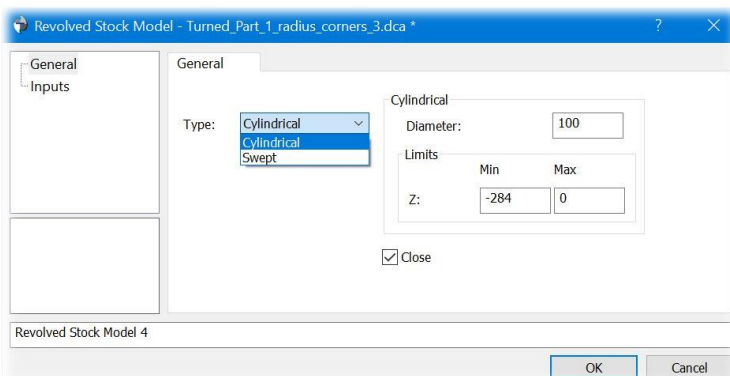 Revolved Stock Model - Turned_Part_1_radius_corners_3.dca *
?
General
Inputs
General
Type:
Cylindrical
Cylindrical
Swept
Cylindrical
Diameter:
100
Limits
Min
Max
Z:
-284
0
Close
Revolved Stock Model 4
OK
Cancel